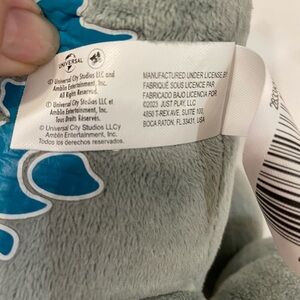 UNIVERSAL
© Universal City Studios LLC and
Amblin Entertainment, Inc.
All Rights Reserved.
© Universal City Studios LLC et
Amblin Entertainment, Inc.
Tous Droits Réservés.
© Universal City Studios LLCy
Amblin Entertainment, Inc.
Todos los derechos reservados.
MANUFACTURED UNDER LICENSE BY
FABRIQUÉ SOUS LICENCE PAR
FABRICADO BAJO LICENCIA POR
©2023 JUST PLAY, LLC
4850 T-REX AVE, SUITE 100,
BOCA RATON, FL 33431, USA